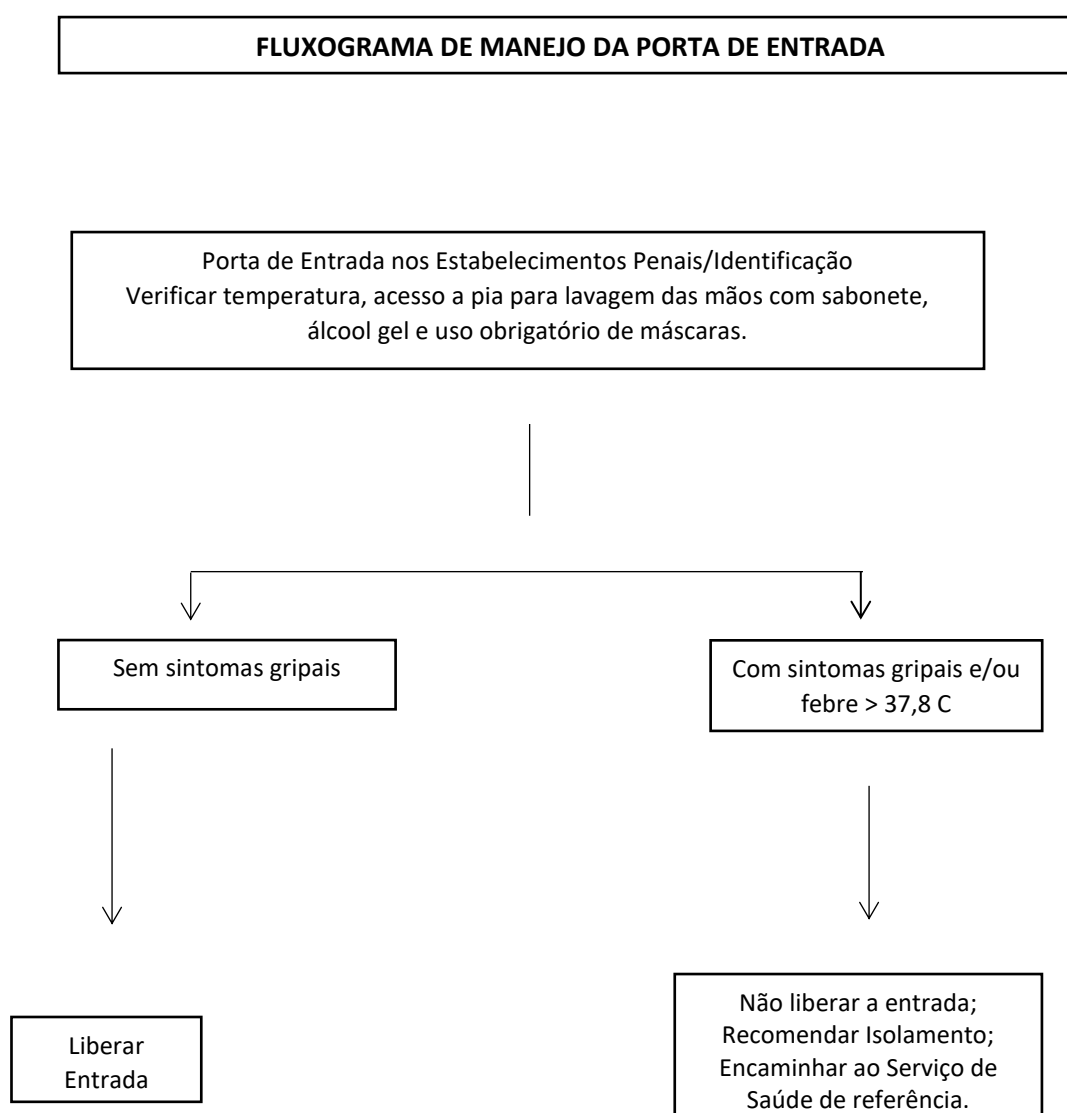 FLUXOGRAMA DE MANEJO DA PORTA DE ENTRADA
Porta de Entrada nos Estabelecimentos Penais/Identificação
Verificar temperatura, acesso a pia para lavagem das mãos com sabonete,
álcool gel e uso obrigatório de máscaras.
Sem sintomas gripais
Com sintomas gripais e/ou
febre > 37,8 C
Liberar
Entrada
Não liberar a entrada;
Recomendar Isolamento;
Encaminhar ao Serviço de
Saúde de referência.